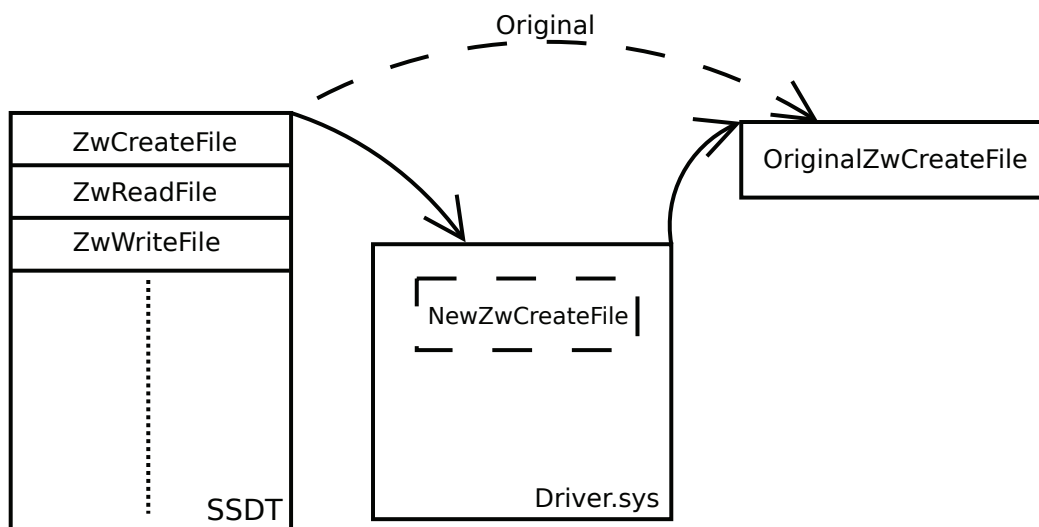 Original
ZwCreateFile
ZwReadFile
ZwWriteFile
SSDT
NewZwCreateFile
Driver.sys
OriginalZwCreateFile